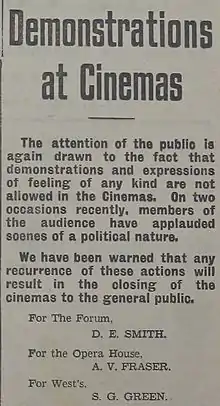 Demonstrations
at Cinemas
The attention of the public is
again drawn to the fact that
demonstrations and expressions
of feeling of any kind are not
allowed in the Cinemas. On two
occasions recently, members of
the audience have applauded
scenes of a political nature.
We have been warned that any
recurrence of these actions will
result in the closing of the
cinemas to the general public.
For The Forum,
D. E. SMITH.
For the Opera House,
A. V. FRASER.
For West's.
S. G. GREEN.